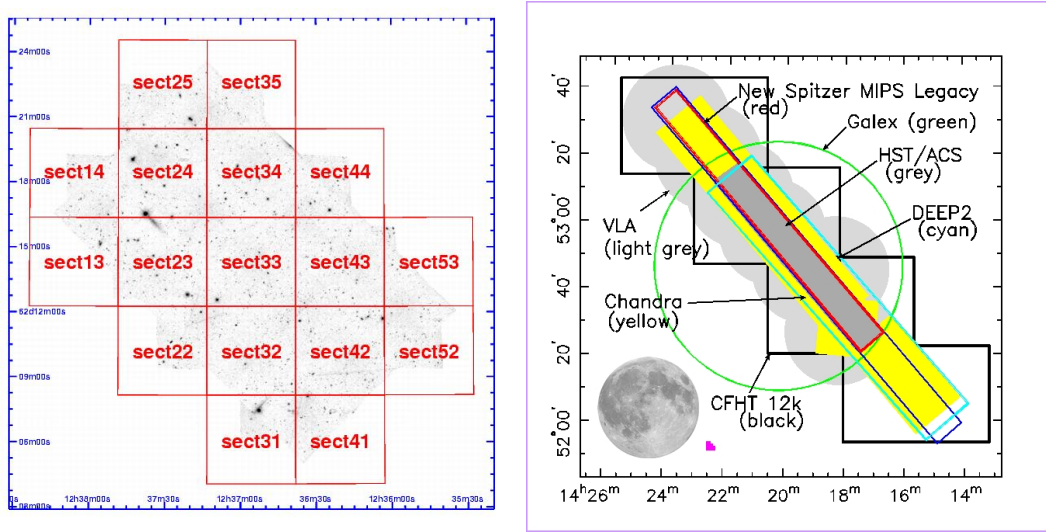 24m00s
sect25 sect35
21m00s
sect14 sect24 sect34 sect44
18m00s
15m00s
sect13 sect23 sect33 sect43 sect53
52d12m00s
sect22 sect32 sect42 sect52
09m00s
06m00s
sect31 sect41
0s 12h38m00s 37m30s 12h37m00s 36m30s 12h36m00s 35m30s
40'
New Spitzer MIPS Legacy
(red)
Galex (green)
20'
HST/ACS
(grey)
53°00'
VLA
(light grey)
DEEP2
(cyan)
40'
Chandra
(yellow)
20'
CFHT 12k
(black)
52°00'
14ʰ26ᵐ 24ᵐ 22ᵐ 20ᵐ 18ᵐ 16ᵐ 14ᵐ